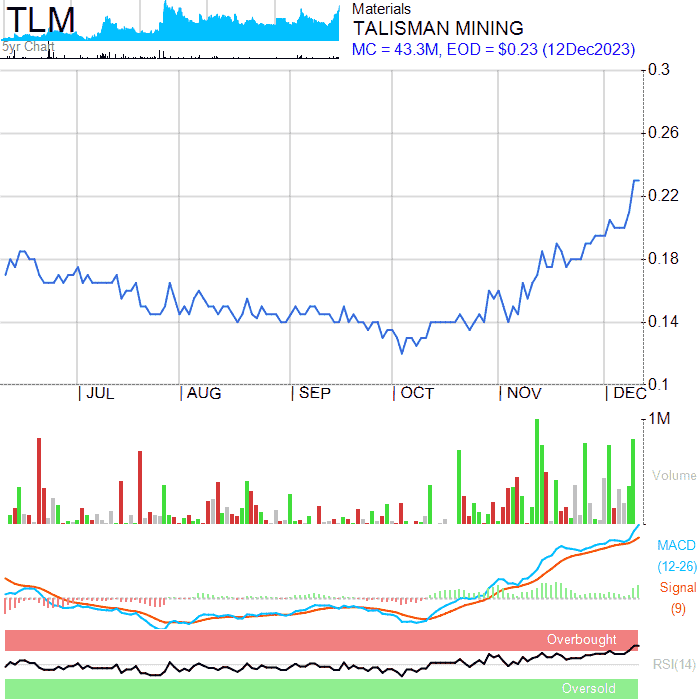 TLM
5yr Chart
Materials
TALISMAN MINING
MC = 43.3M, EOD = $0.23 (12Dec2023)
0.3
0.26
0.22
0.18
0.14
0.1
JUL AUG SEP OCT NOV DEC
1M
Volume
MACD
(12-26)
Signal
(9)
Overbought
RSI(14)
Oversold